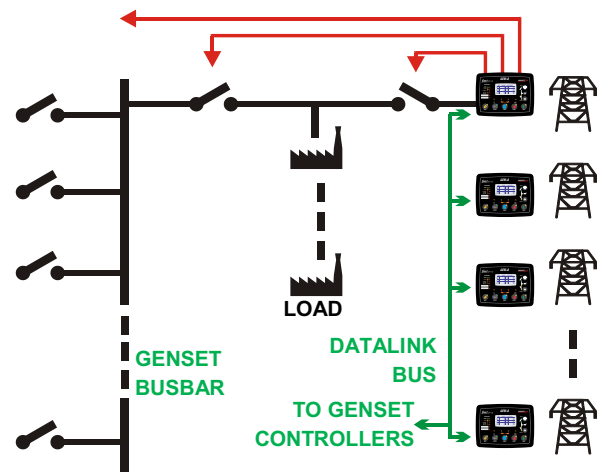 LOAD
GENSET
BUSBAR
DATALINK
BUS
TO GENSET
CONTROLLERS